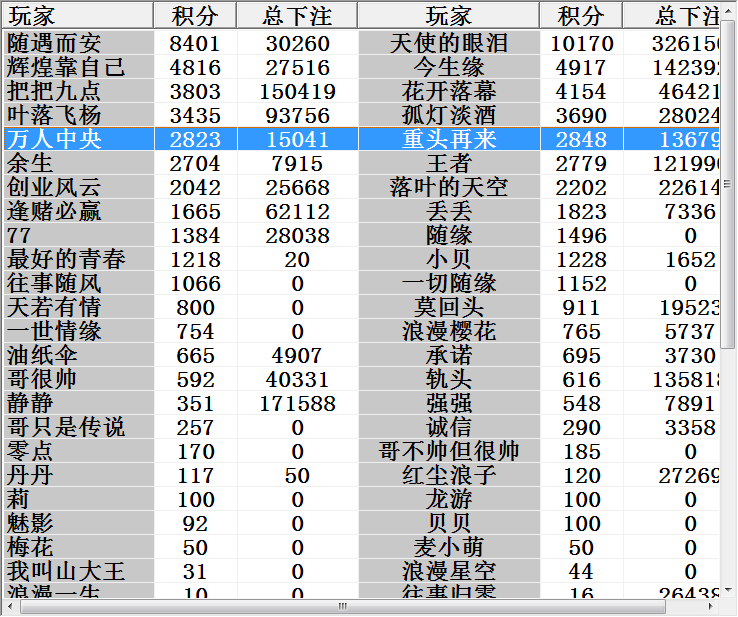 玩家 积分 总下注 玩家 积分 总下注
随遇而安 8401 30260 天使的眼泪 10170 32615
辉煌靠自己 4816 27516 今生缘 4917 14239
把把九点 3803 150419 花开落幕 4154 46421
叶落飞杨 3435 93756 孤灯淡酒 3690 28024
万人中央 2823 15041 重头再来 2848 13679
余生 2704 7915 王者 2779 12199
创业风云 2042 25668 落叶的天空 2202 22614
逢赌必赢 1665 62112 丢丢 1823 7336
77 1384 28038 随缘 1496 0
最好的青春 1218 20 小贝 1228 1652
往事随风 1066 0 一切随缘 1152 0
天若有情 800 0 莫回头 911 19523
一世情缘 754 0 浪漫樱花 765 5737
油纸伞 665 4907 承诺 695 3730
哥很帅 592 40331 轨头 616 13581
静静 351 171588 强强 548 7891
哥只是传说 257 0 诚信 290 3358
零点 170 0 哥不帅但很帅 185 0
丹丹 117 50 红尘浪子 120 27269
莉 100 0 龙游 100 0
魅影 92 0 贝贝 100 0
梅花 50 0 麦小萌 50 0
我叫山大王 31 0 浪漫星空 44 0
浪漫一生 10 0 往事归零 16 26438